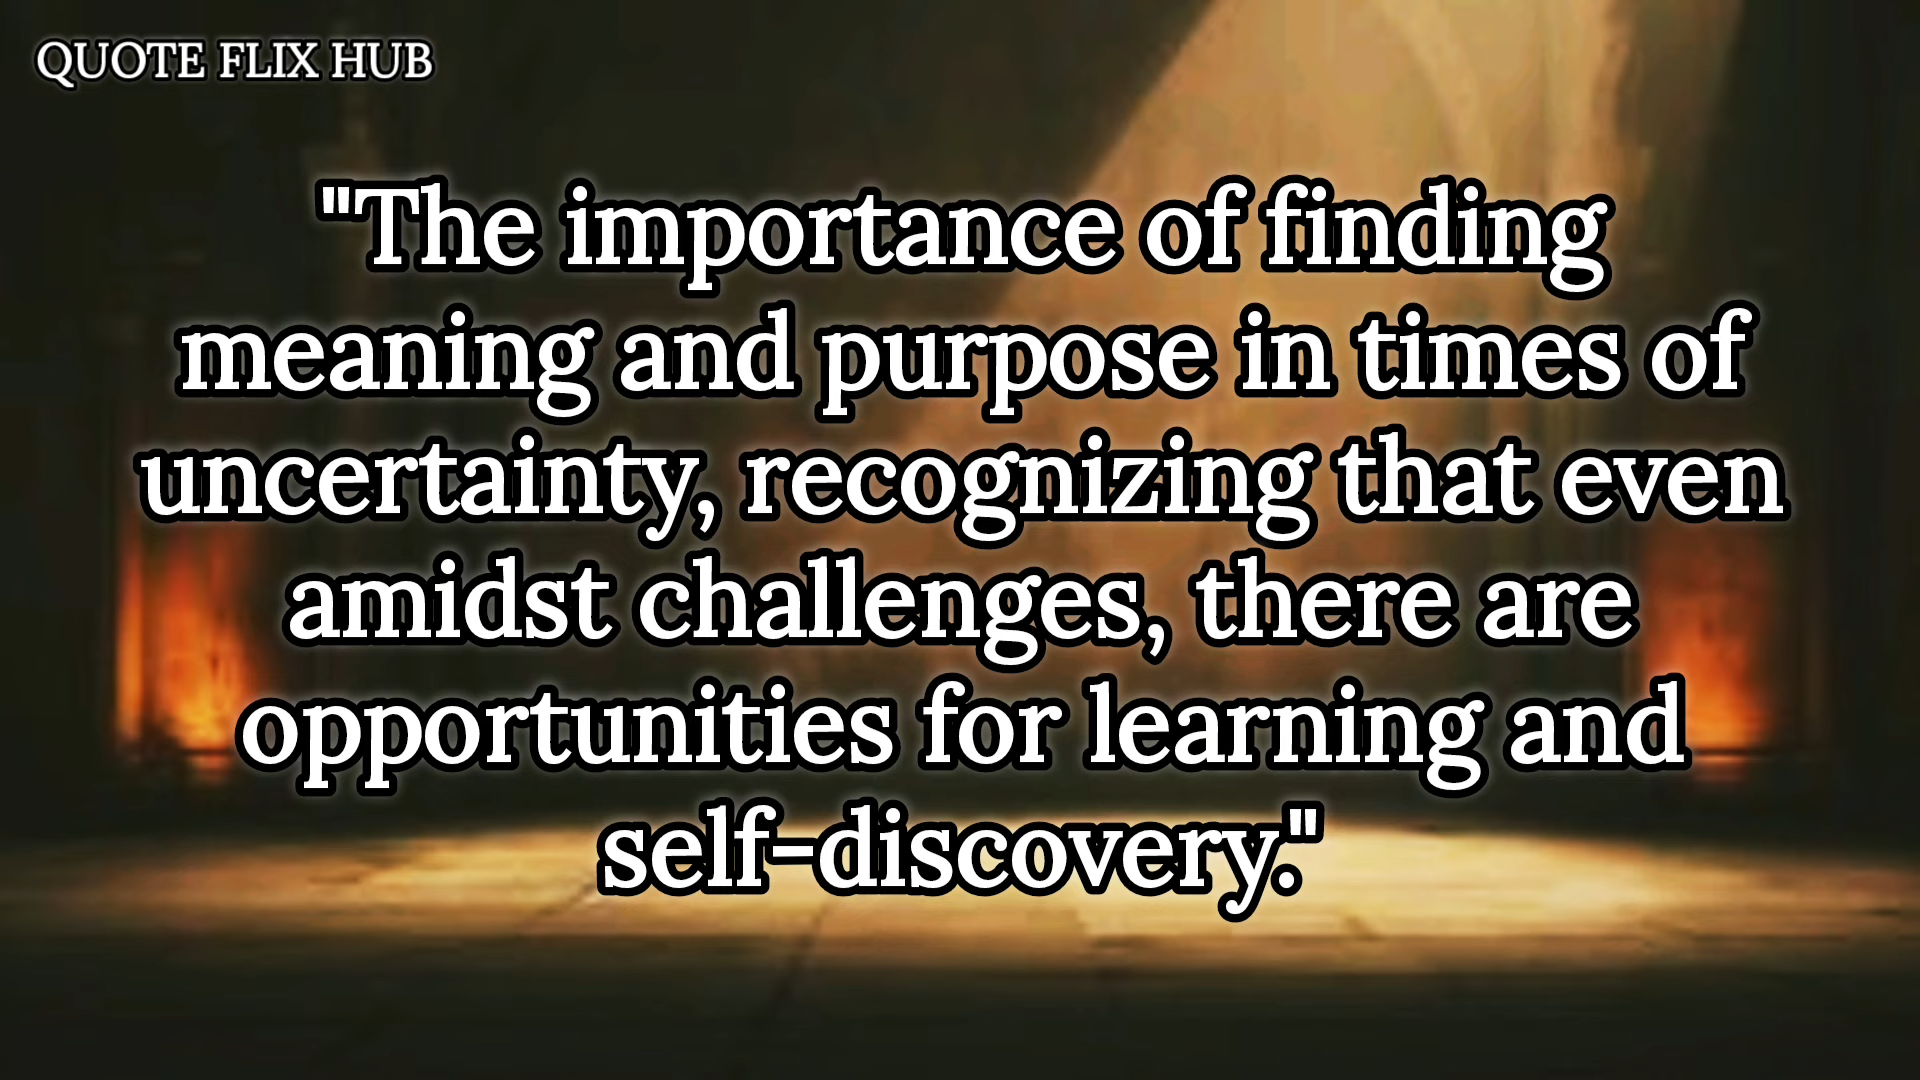 QUOTE FLIX HUB
"The importance of finding
meaning and purpose in times of
uncertainty, recognizing that even
amidst challenges, there are
opportunities for learning and
self-discovery."